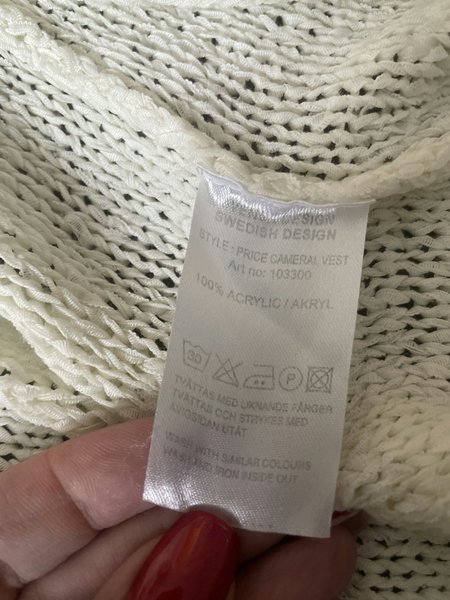 SWEDISH DESIGN
STYLE : PRICE CAMERAL VEST
Art no: 103300
100% ACRYLIC / AKRYL
30 P
TVÄTTAS MED LIKNANDE FÄRGER
TVÄTTAS OCH STRYKES MED
AVIGSIDAN UTÅT
WASH WITH SIMILAR COLOURS
WASH AND IRON INSIDE OUT